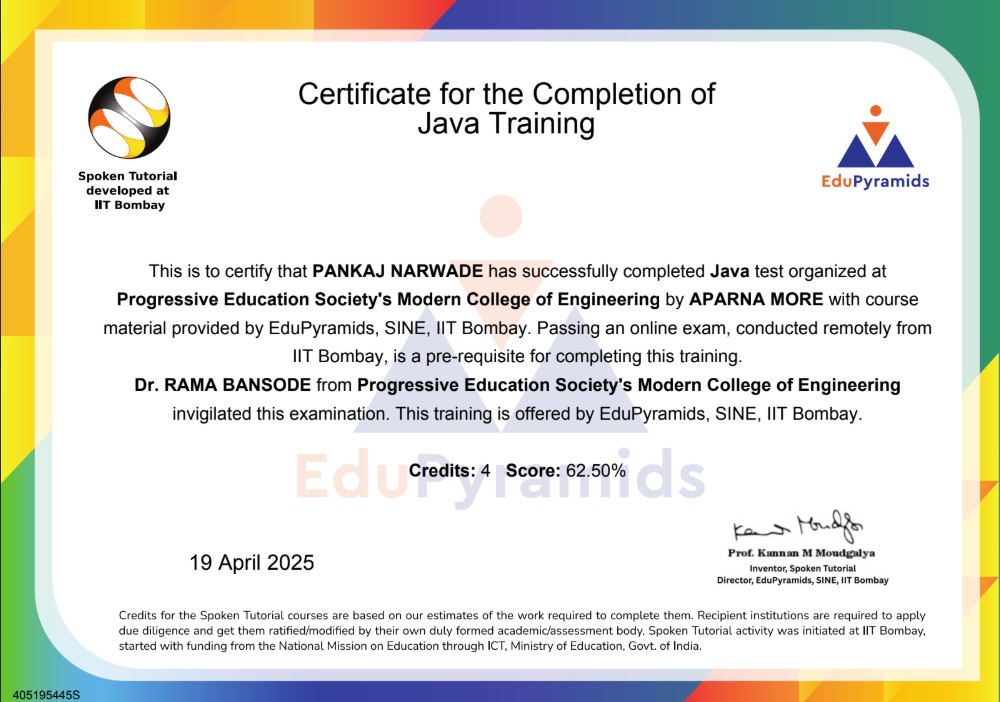 Certificate for the Completion of
Java Training
Spoken Tutorial
developed at
IIT Bombay
EduPyramids
This is to certify that PANKAJ NARWADE has successfully completed Java test organized at
Progressive Education Society's Modern College of Engineering by APARNA MORE with course
material provided by EduPyramids, SINE, IIT Bombay. Passing an online exam, conducted remotely from
IIT Bombay, is a pre-requisite for completing this training.
Dr. RAMA BANSODE from Progressive Education Society's Modern College of Engineering
invigilated this examination. This training is offered by EduPyramids, SINE, IIT Bombay.
EduPyramids
Credits: 4 Score: 62.50%
19 April 2025
Kannan Moudgalya
Prof. Kannan M Moudgalya
Inventor, Spoken Tutorial
Director, EduPyramids, SINE, IIT Bombay
Credits for the Spoken Tutorial courses are based on our estimates of the work required to complete them. Recipient institutions are required to apply
due diligence and get them ratified/modified by their own duly formed academic/assessment body. Spoken Tutorial activity was initiated at IIT Bombay,
started with funding from the National Mission on Education through ICT, Ministry of Education, Govt. of India.
405195445S